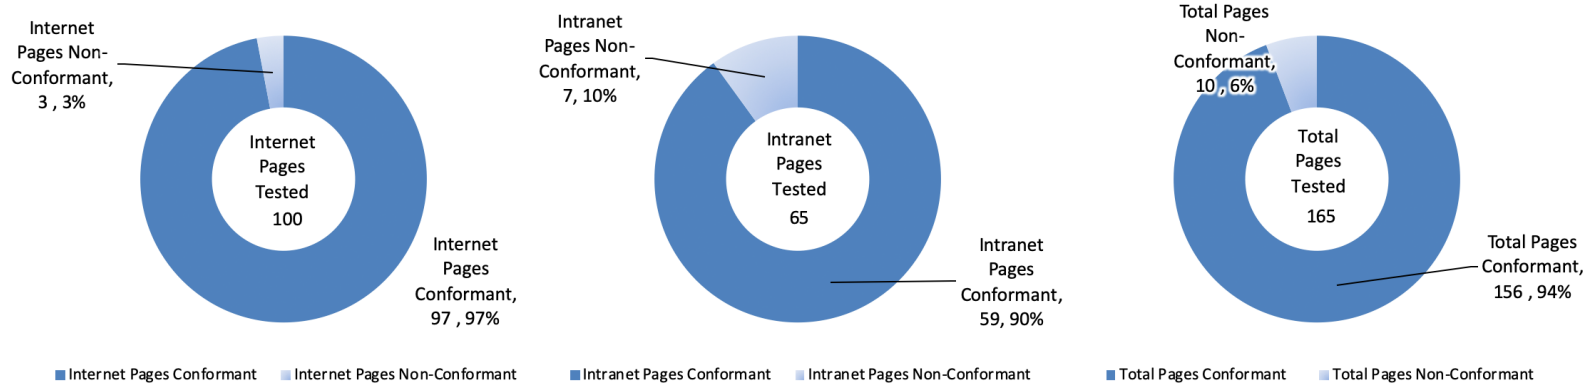 Internet
Pages Non-
Conformant,
3 , 3%
Internet
Pages
Tested
100
Internet
Pages
Conformant,
97 , 97%
Internet Pages Conformant
Internet Pages Non-Conformant
Intranet
Pages Non-
Conformant,
7, 10%
Intranet
Pages
Tested
65
Intranet
Pages
Conformant,
59, 90%
Intranet Pages Conformant
Intranet Pages Non-Conformant
Total Pages
Non-
Conformant,
10 , 6%
Total
Pages
Tested
165
Total Pages
Conformant,
156 , 94%
Total Pages Conformant
Total Pages Non-Conformant